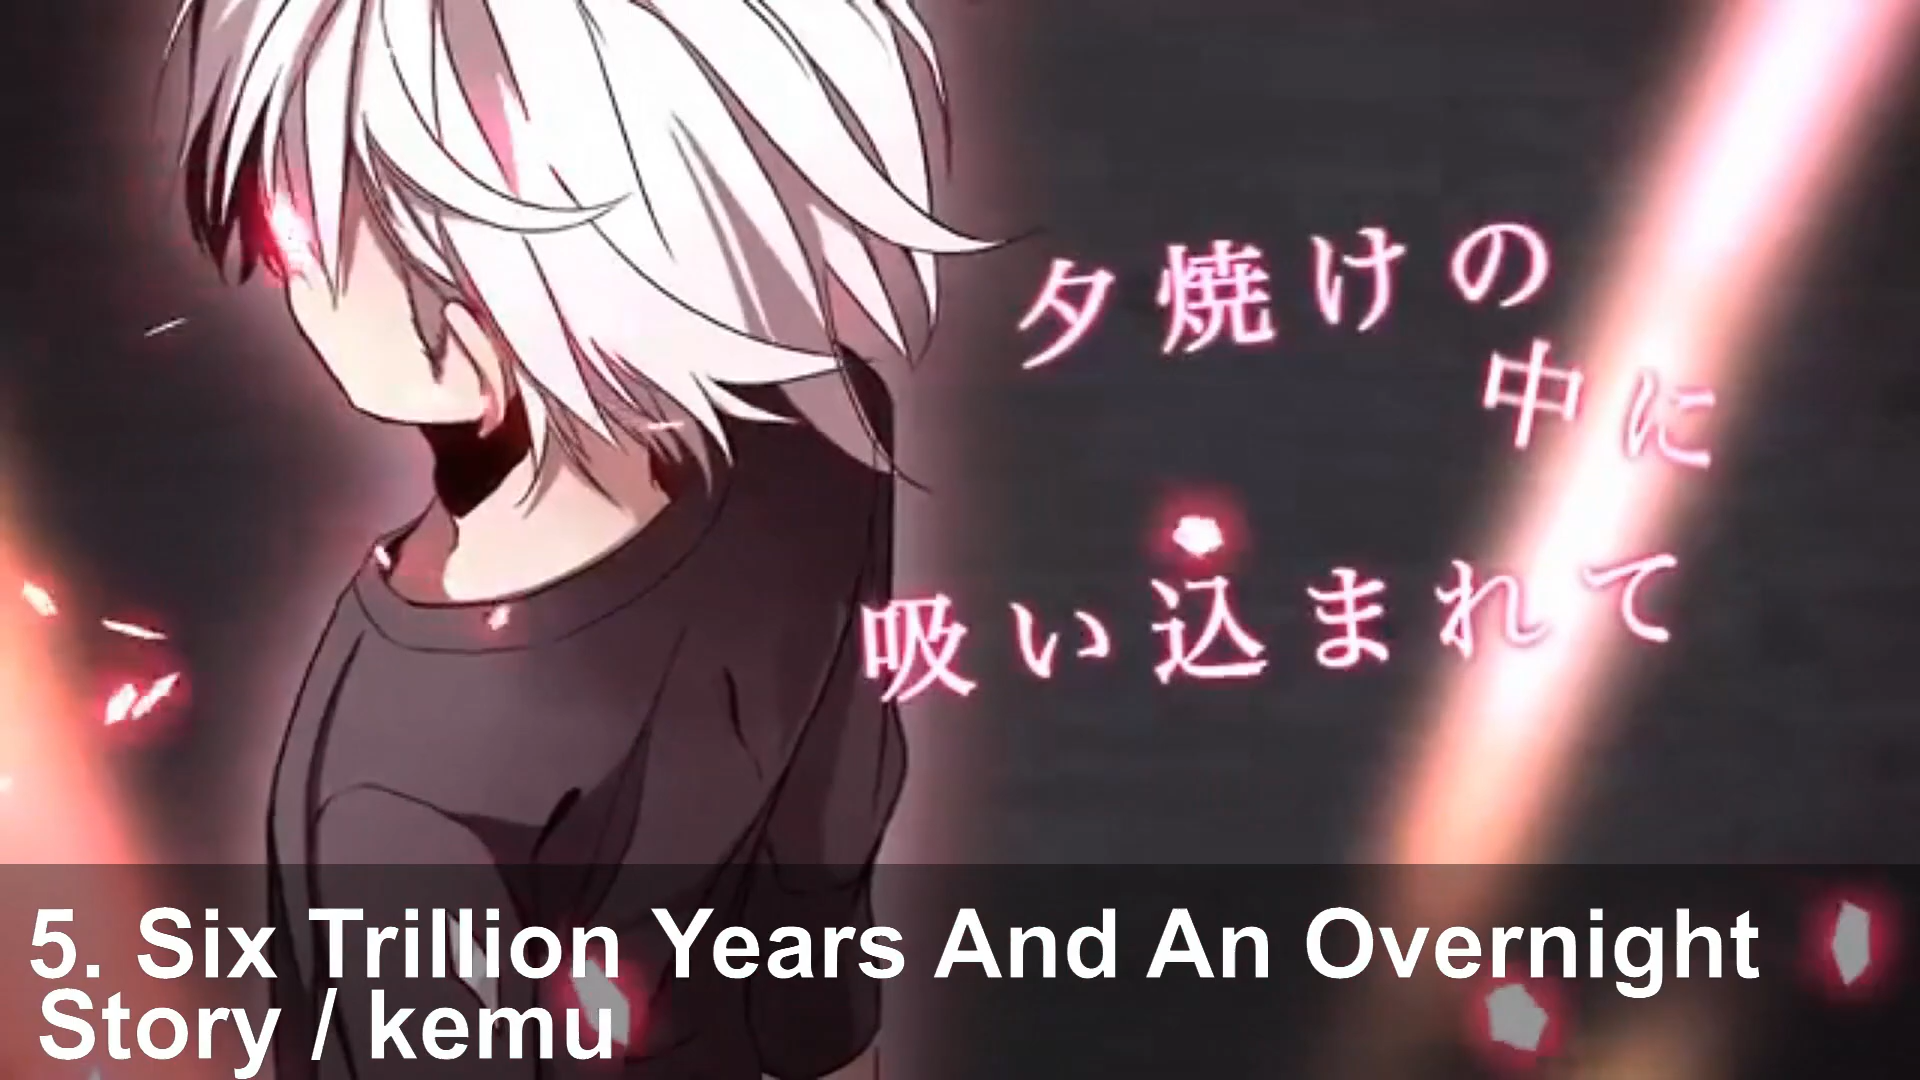 夕焼けの
中に
吸い込まれて
5. Six Trillion Years And An Overnight
Story / kemu